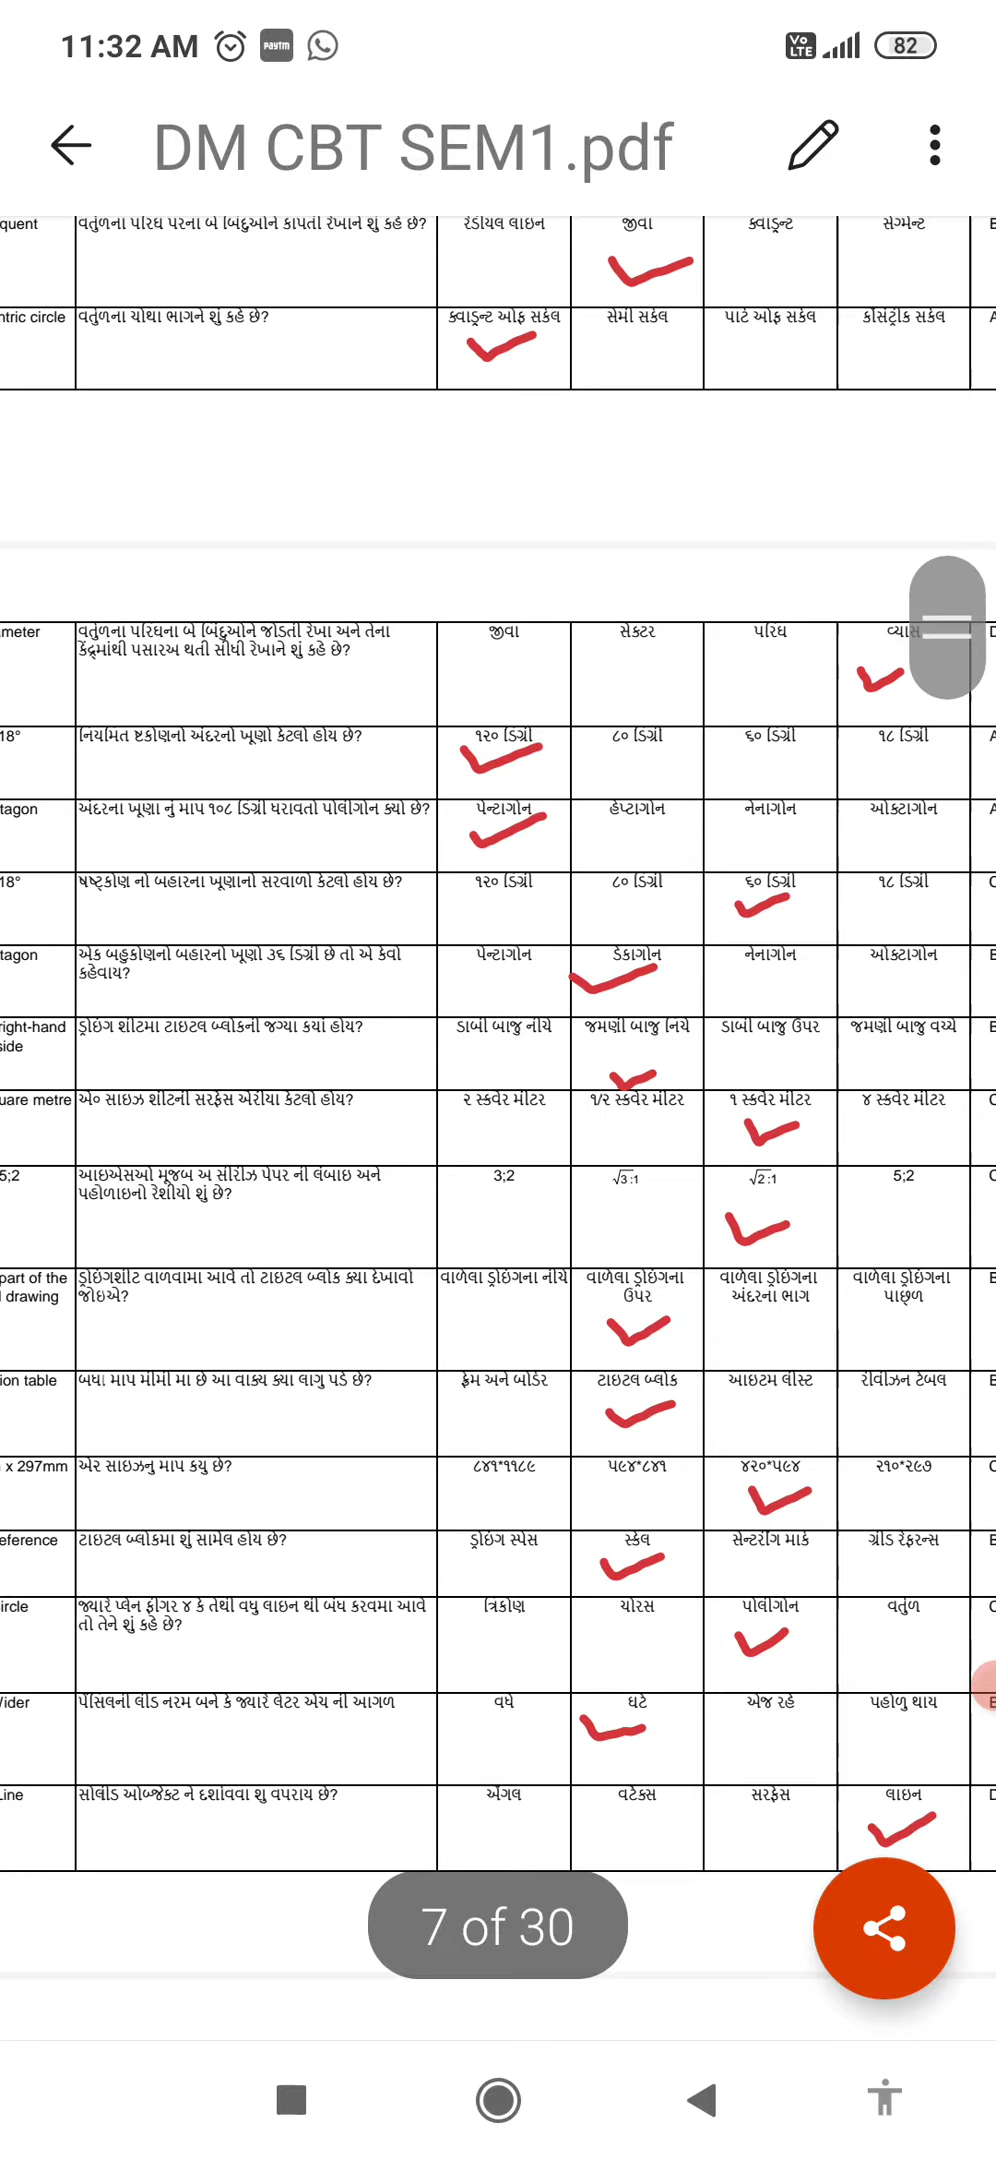 11:32 AM paytm Vo LTE 82
DM CBT SEM1.pdf
quent વર્તુળના પરિઘ પરના બે બિંદુઓને કાપતી રેખાને શું કહે છે? રેડીયલ લાઇન જીવા ક્વાડ્રન્ટ સેગ્મેન્ટ
ntric circle વર્તુળના ચોથા ભાગને શું કહે છે? ક્વાડ્રન્ટ ઓફ સર્કલ સેમી સર્કલ પાર્ટ ઓફ સર્કલ કોંસેંટ્રીક સર્કલ A
meter વર્તુળના પરિઘના બે બિંદુઓને જોડતી રેખા અને તેના જીવા સેક્ટર પરિઘ વ્યાસ D
કેંદ્રમાંથી પસારઅ થતી સીધી રેખાને શું કહે છે?
18° નિયમિત ષ્ટકોણનો અંદરનો ખૂણો કેટલો હોય છે? ૧૨૦ ડિગ્રી ૮૦ ડિગ્રી ૬૦ ડિગ્રી ૧૮ ડિગ્રી A
tagon અંદરના ખૂણા નું માપ ૧૦૮ ડિગ્રી ધરાવતો પોલીગોન ક્યો છે? પેન્ટાગોન હેપ્ટાગોન નેનાગોન ઓક્ટાગોન A
18° ષષ્ટ્કોણ નો બહારના ખૂણાનો સરવાળો કેટલો હોય છે? ૧૨૦ ડિગ્રી ૮૦ ડિગ્રી ૬૦ ડિગ્રી ૧૮ ડિગ્રી C
tagon એક બહુકોણનો બહારનો ખૂણો ૩૬ ડિગ્રી છે તો એ કેવો પેન્ટાગોન ડેકાગોન નેનાગોન ઓક્ટાગોન
કહેવાય?
right-hand ડ્રોઇંગ શીટમા ટાઇટલ બ્લોકની જગ્યા કયાં હોય? ડાબી બાજુ નીચે જમણી બાજુ નિચે ડાબી બાજુ ઉપર જમણી બાજુ વચ્ચે
side
uare metre એ૦ સાઇઝ શીટની સરફેસ એરીયા કેટલો હોય? ૨ સ્કવેર મીટર ૧/૨ સ્કવેર મીટર ૧ સ્કવેર મીટર ૪ સ્કવેર મીટર C
5;2 આઇએસઓ મૂજબ અ સીરીઝ પેપર ની લંબાઇ અને 3;2 √3:1 √2:1 5;2 C
પહોળાઇનો રેશીયો શું છે?
part of the ડ્રોઇંગશીટ વાળવામા આવે તો ટાઇટલ બ્લોક ક્યા દેખાવો વાળેલા ડ્રોઇંગના નીચે વાળેલા ડ્રોઇંગના વાળેલા ડ્રોઇંગના વાળેલા ડ્રોઇંગના
drawing જોઇએ? ઉપર અંદરના ભાગ પાછળ
ion table બધા માપ મીમી મા છે આ વાક્ય ક્યા લાગુ પડે છે? ફ્રેમ અને બોર્ડર ટાઇટલ બ્લોક આઇટમ લીસ્ટ રીવીઝન ટેબલ
x 297mm એ૨ સાઇઝનુ માપ કયુ છે? ૮૪૧*૧૧૮૯ ૫૯૪*૮૪૧ ૪૨૦*૫૯૪ ૨૧૦*૨૯૭ C
eference ટાઇટલ બ્લોકમા શું સામેલ હોય છે? ડ્રોઇંગ સ્પેસ સ્કેલ સેન્ટરીંગ માર્ક ગ્રીડ રેફરન્સ
ircle જ્યારે પ્લેન ફીગર ૪ કે તેથી વધુ લાઇન થી બંધ કરવમા આવે ત્રિકોણ ચોરસ પોલીગોન વર્તુળ C
તો તેને શું કહે છે?
ider પેંસિલની લીડ નરમ બને કે જ્યારે લેટર એચ ની આગળ વધે ઘટે એજ રહે પહોળુ થાય
Line સોલીડ ઓબ્જેક્ટ ને દર્શાવવા શુ વપરાય છે? એંગલ વર્ટેક્સ સરફેસ લાઇન D
7 of 30